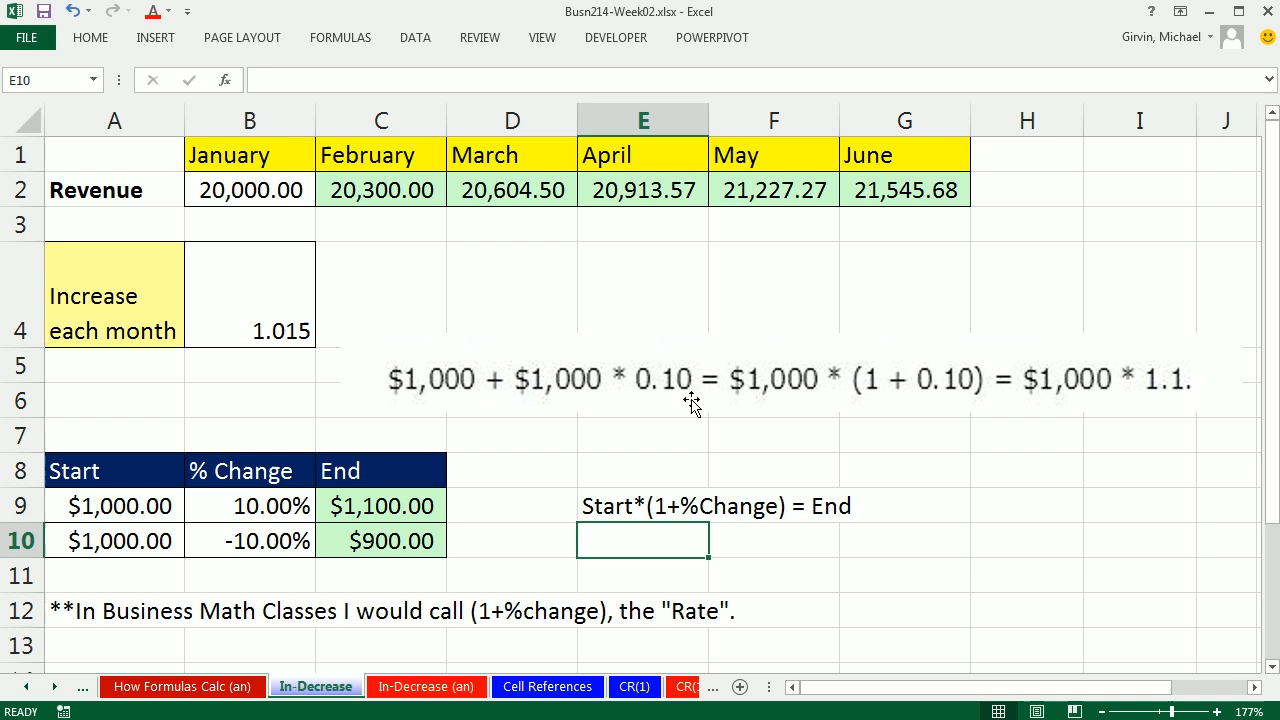 Busn214-Week02.xlsx - Excel
FILE HOME INSERT PAGE LAYOUT FORMULAS DATA REVIEW VIEW DEVELOPER POWERPIVOT Girvin, Michael
E10 fx
A B C D E F G H I J
1 January February March April May June
2 Revenue 20,000.00 20,300.00 20,604.50 20,913.57 21,227.27 21,545.68
3
Increase
4 each month 1.015
5
$1,000 + $1,000 * 0.10 = $1,000 * (1 + 0.10) = $1,000 * 1.1.
6
7
8 Start % Change End
9 $1,000.00 10.00% $1,100.00 Start*(1+%Change) = End
10 $1,000.00 -10.00% $900.00
11
12 **In Business Math Classes I would call (1+%change), the "Rate".
13
... How Formulas Calc (an) In-Decrease In-Decrease (an) Cell References CR(1) ...
READY 177%